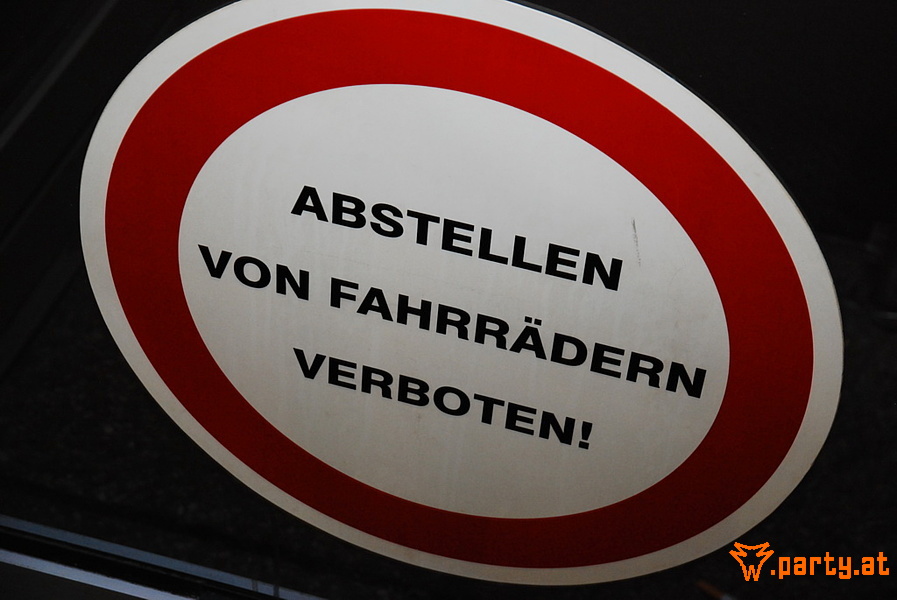 ABSTELLEN
VON FAHRRÄDERN
VERBOTEN!
.party.at